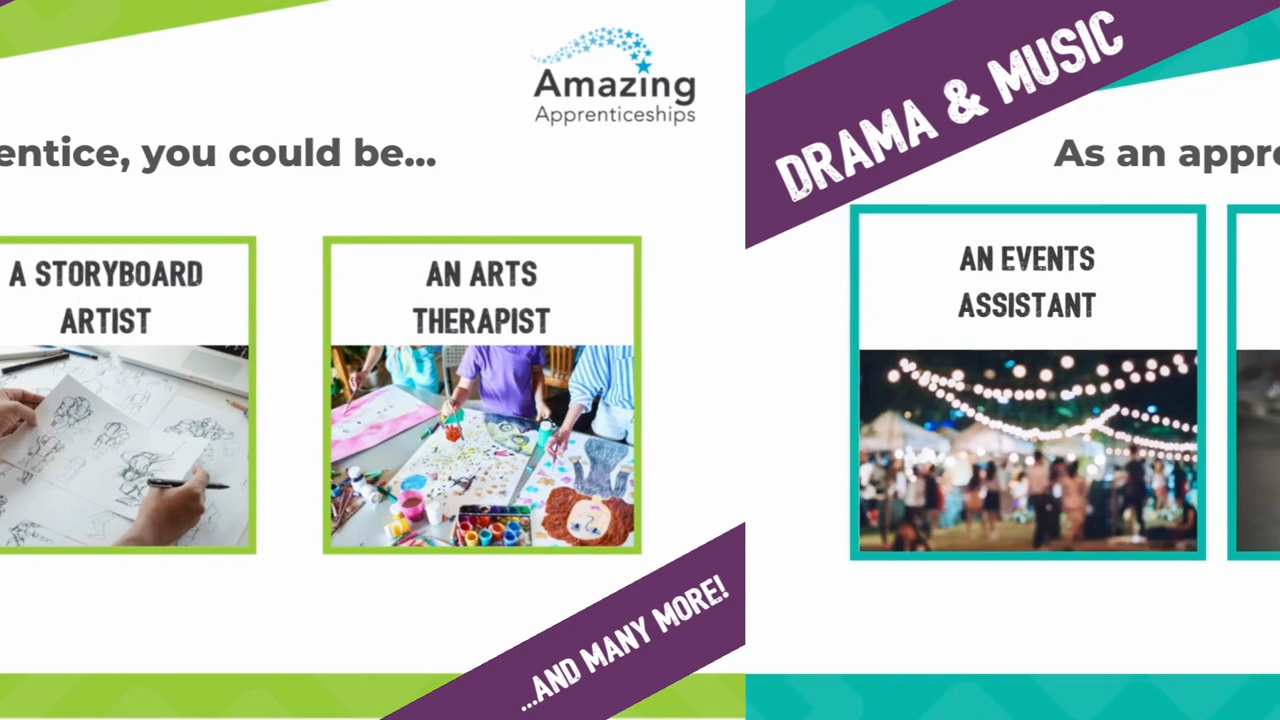 Amazing
Apprenticeships
entice, you could be...
A STORYBOARD
ARTIST
AN ARTS
THERAPIST
...AND MANY MORE!
DRAMA & MUSIC
As an appre
AN EVENTS
ASSISTANT